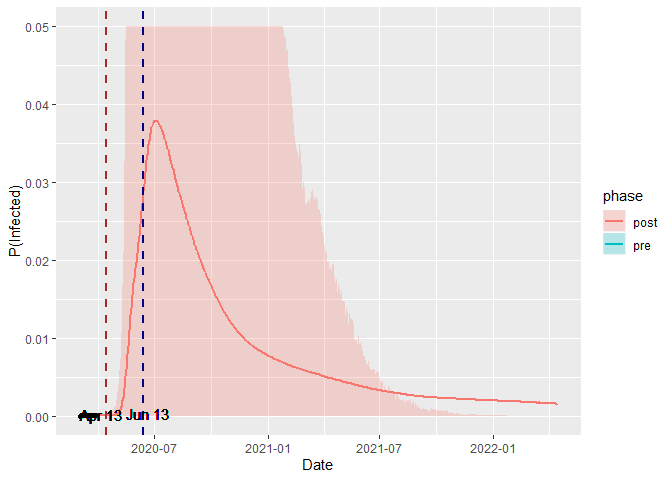 0.05
0.04
0.03
0.02
0.01
0.00
P(Infected)
Apr 13
Jun 13
2020-07
2021-01
2021-07
2022-01
Date
phase
post
pre